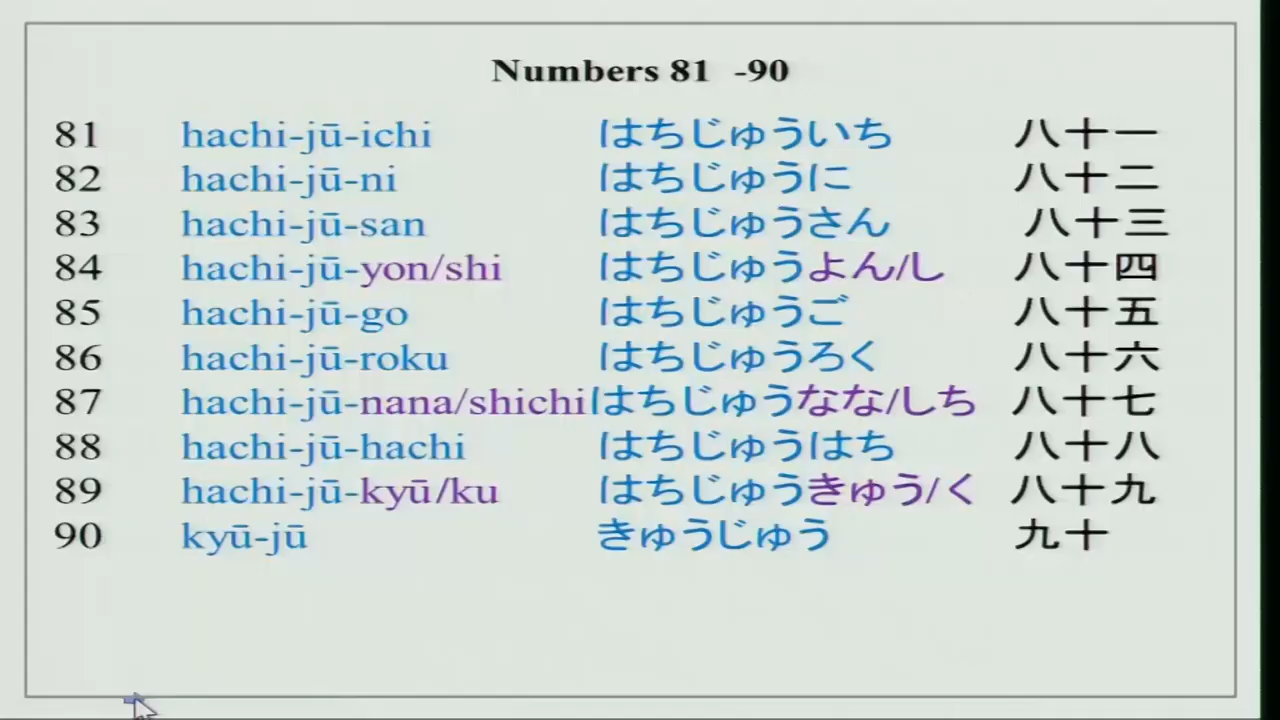 Numbers 81 -90
81 hachi-jū-ichi はちじゅういち 八十一
82 hachi-jū-ni はちじゅうに 八十二
83 hachi-jū-san はちじゅうさん 八十三
84 hachi-jū-yon/shi はちじゅうよん/し 八十四
85 hachi-jū-go はちじゅうご 八十五
86 hachi-jū-roku はちじゅうろく 八十六
87 hachi-jū-nana/shichi はちじゅうなな/しち 八十七
88 hachi-jū-hachi はちじゅうはち 八十八
89 hachi-jū-kyū/ku はちじゅうきゅう/く 八十九
90 kyū-jū きゅうじゅう 九十